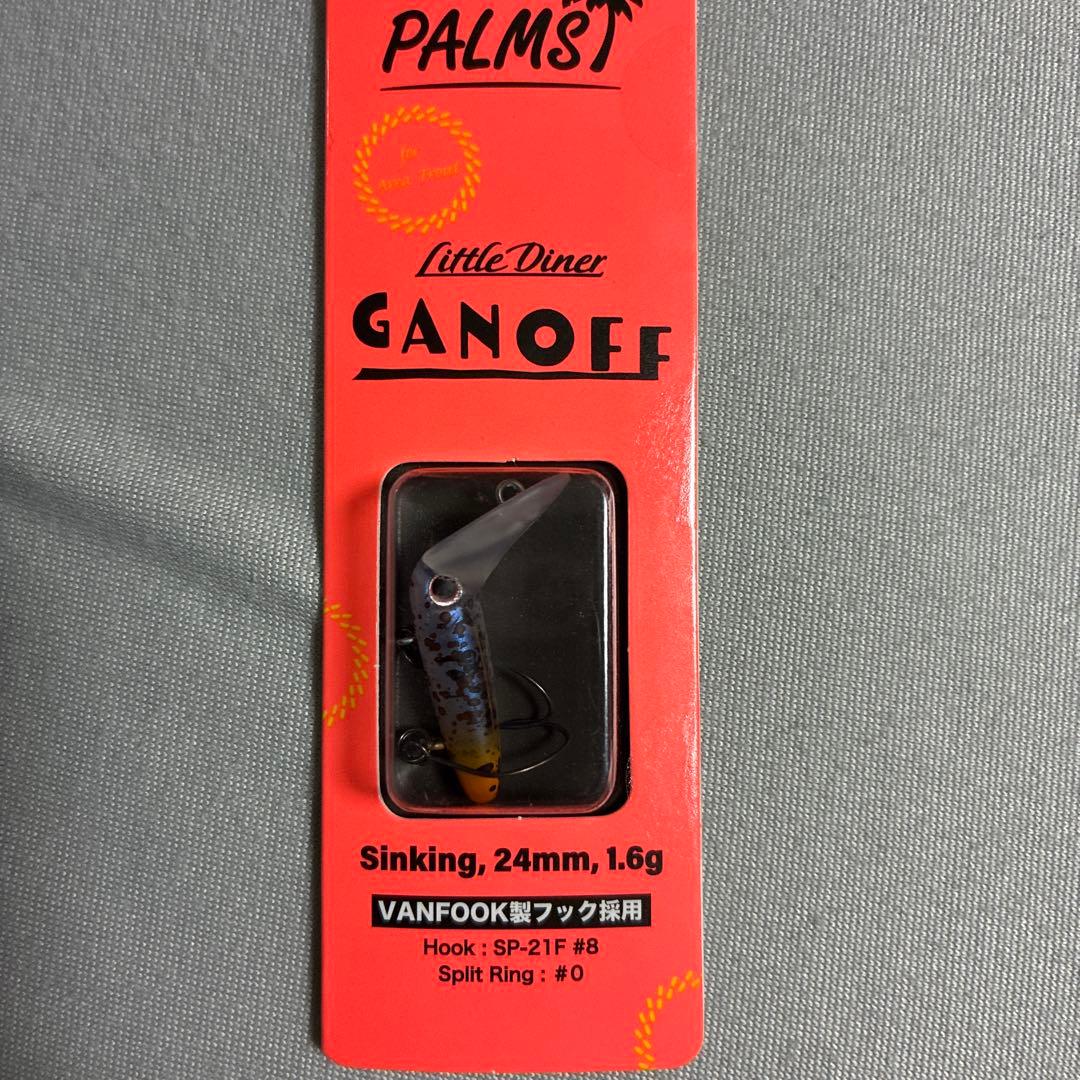 PALMS
for
Area Trout
Little Diner
GANOFF
Sinking, 24mm, 1.6g
VANFOOK製フック採用
Hook : SP-21F #8
Split Ring : #0